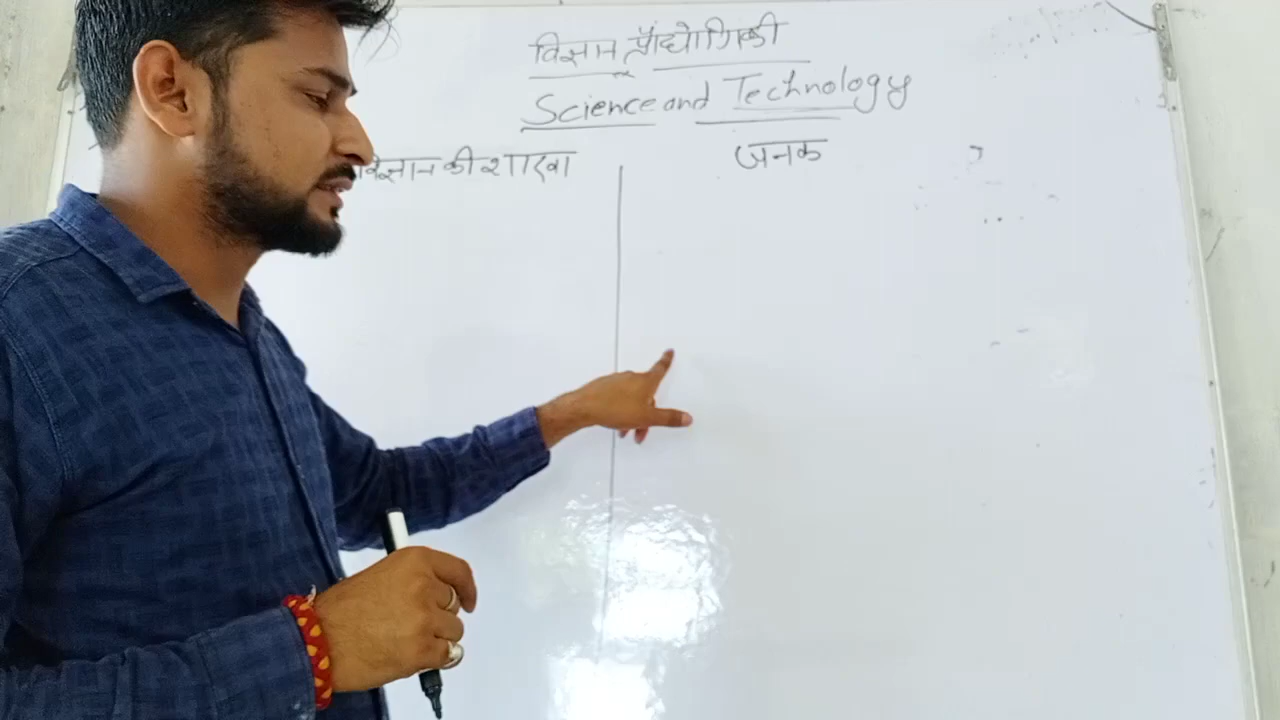 विज्ञान प्रौद्योगिकी
Science and Technology
विज्ञान की शाखा
जनक